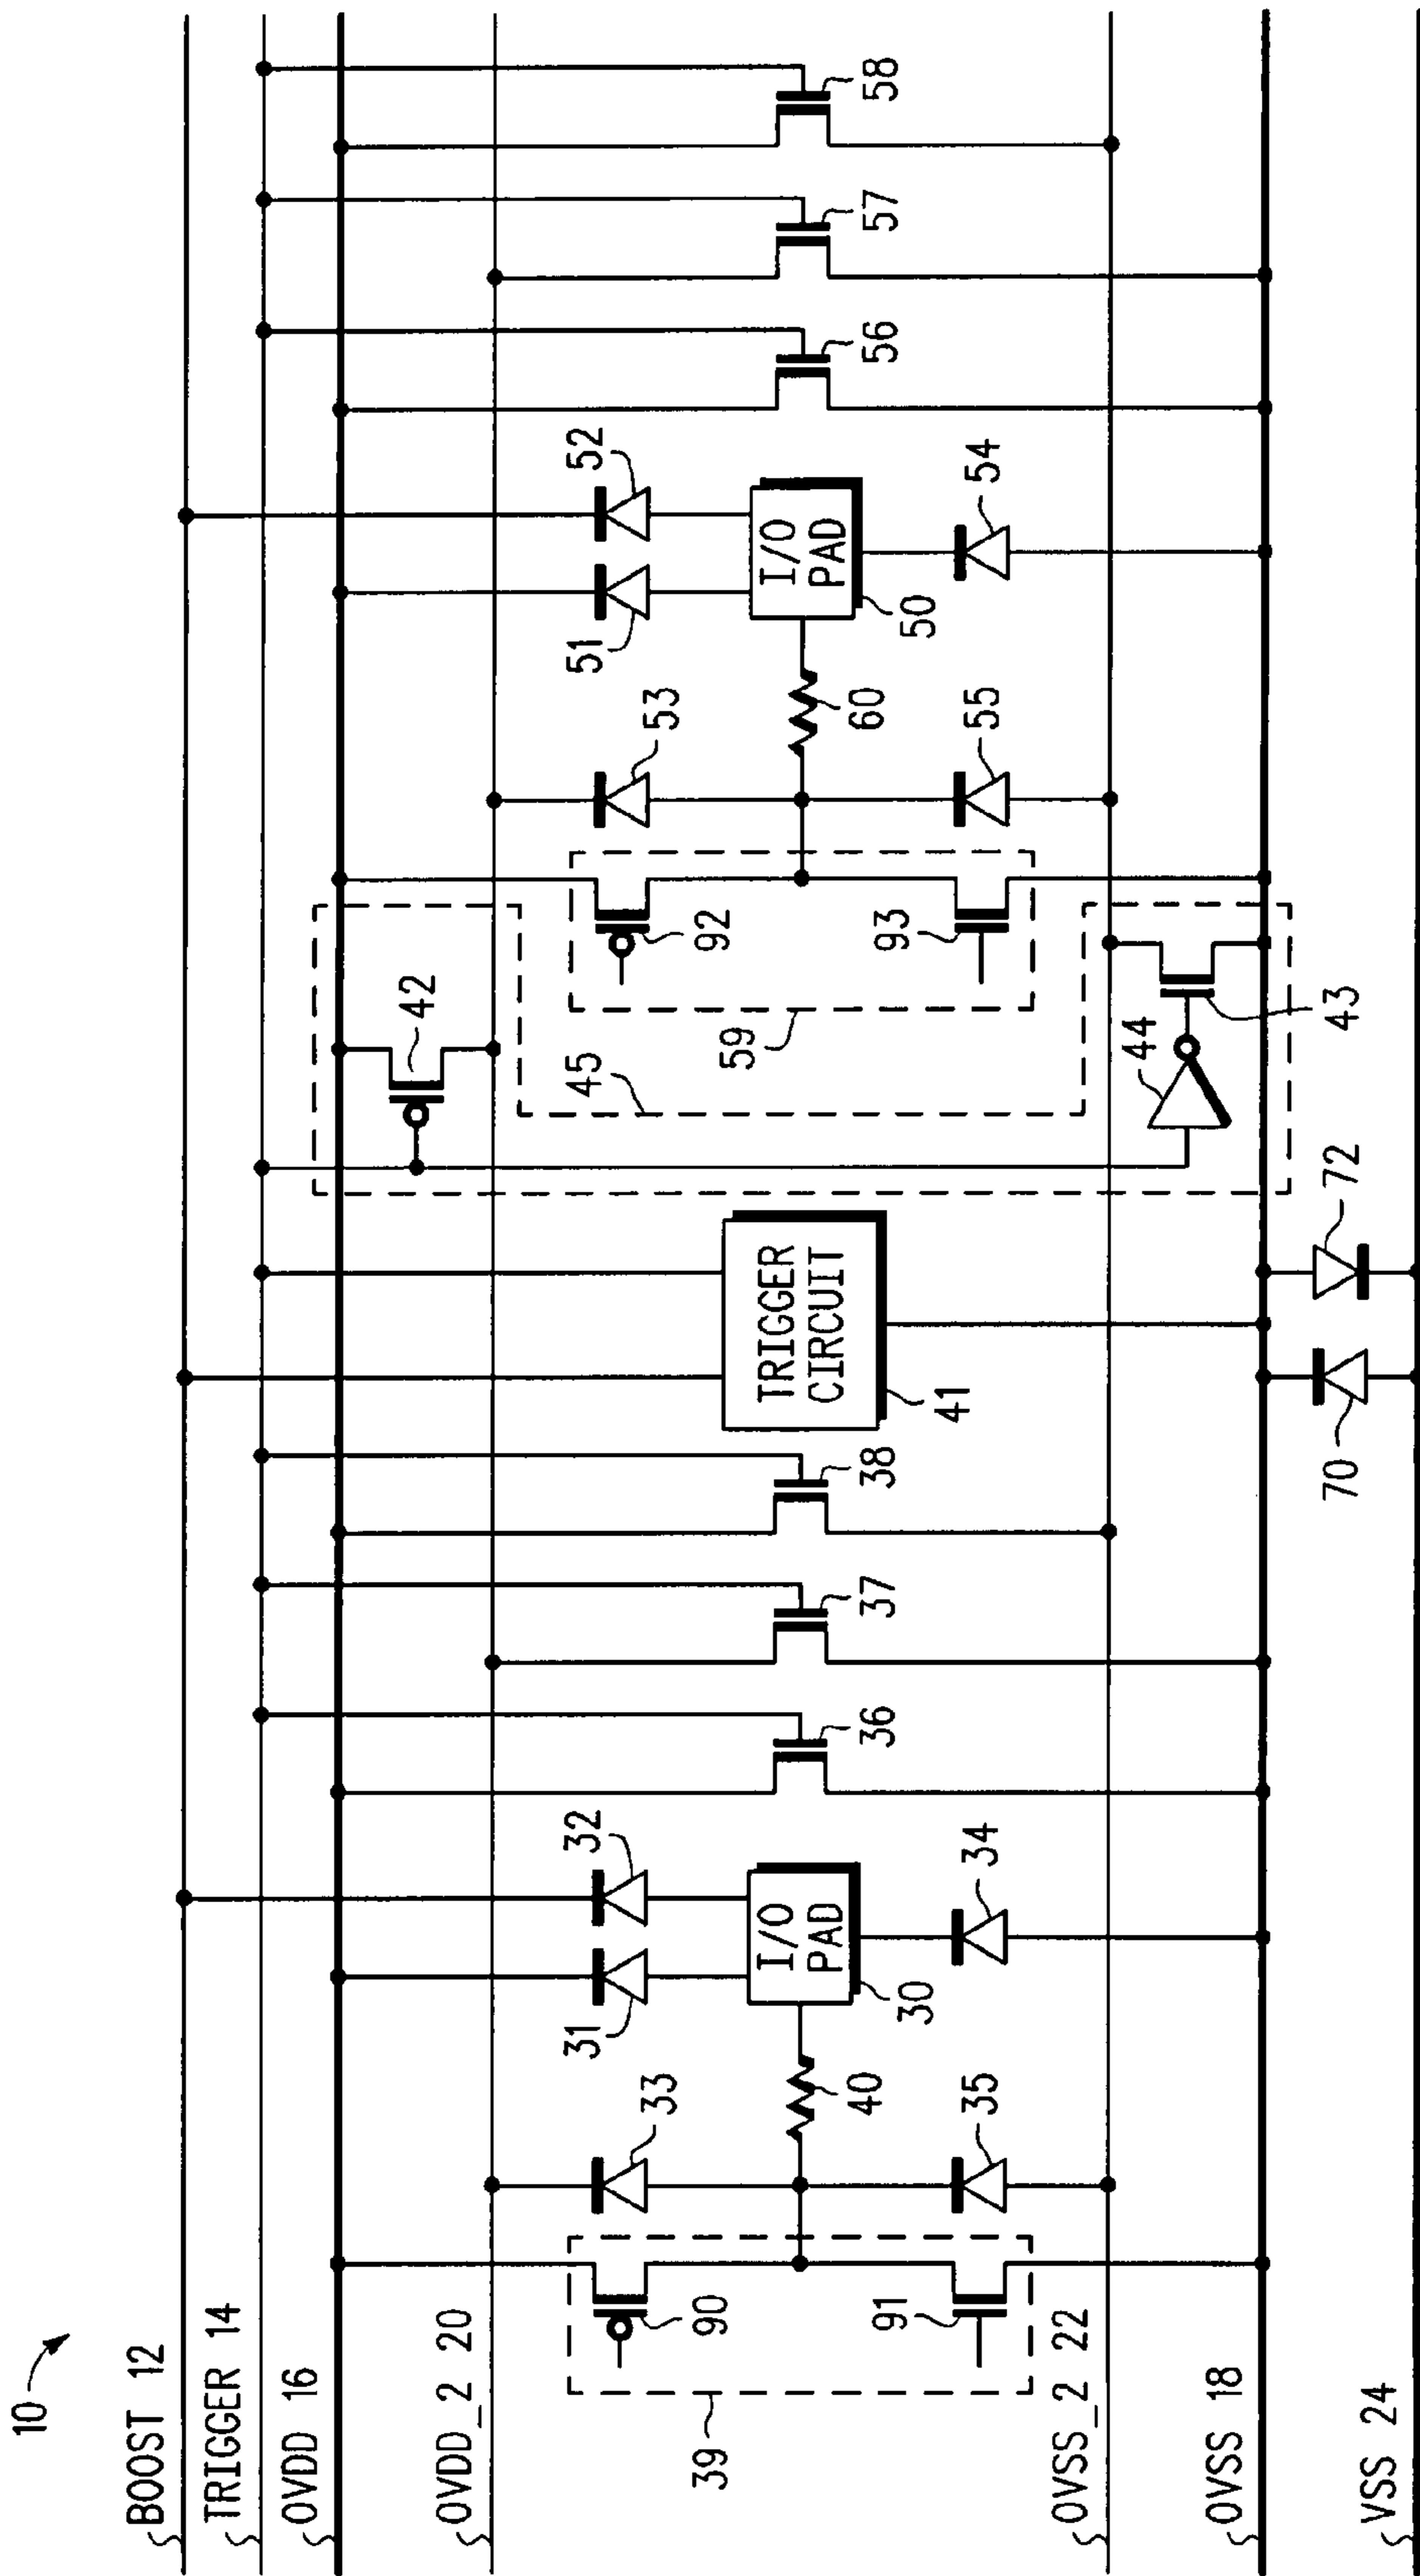 10
BOOST 12
TRIGGER 14
OVDD 16
OVDD_2 20
OVSS_2 22
OVSS 18
VSS 24
39
90
91
33
35
40
31
32
I/O
PAD
30
34
36
37
38
TRIGGER
CIRCUIT
41
70
72
42
45
44
43
59
92
93
53
55
60
51
52
I/O
PAD
50
54
56
57
58